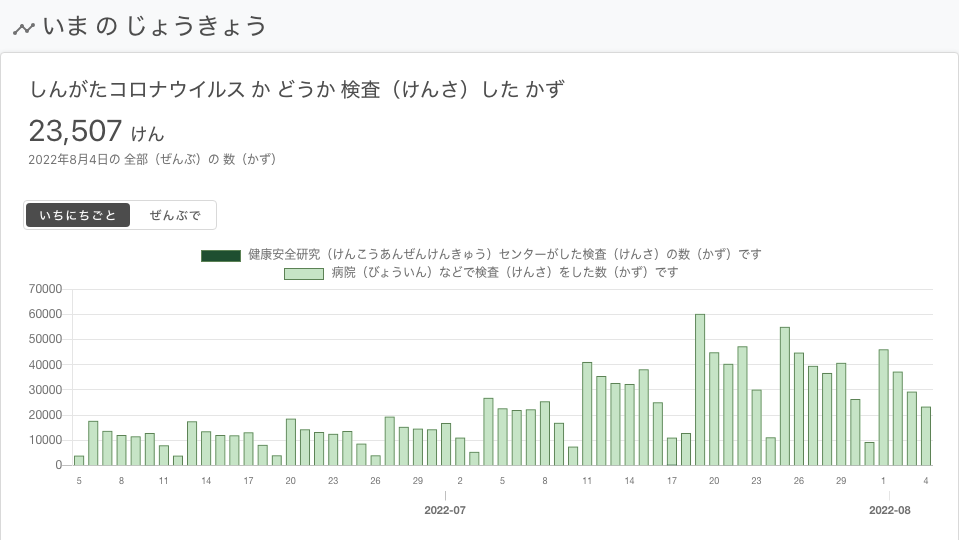 いま の じょうきょう
しんがたコロナウイルス か どうか 検査（けんさ）した かず
23,507 けん
2022年8月4日の 全部（ぜんぶ）の 数（かず）
いちにちごと ぜんぶで
健康安全研究（けんこうあんぜんけんきゅう）センターがした検査（けんさ）の数（かず）です
病院（びょういん）などで検査（けんさ）をした数（かず）です
70000
60000
50000
40000
30000
20000
10000
0
5 8 11 14 17 20 23 26 29 2 5 8 11 14 17 20 23 26 29 1 4
2022-07 2022-08